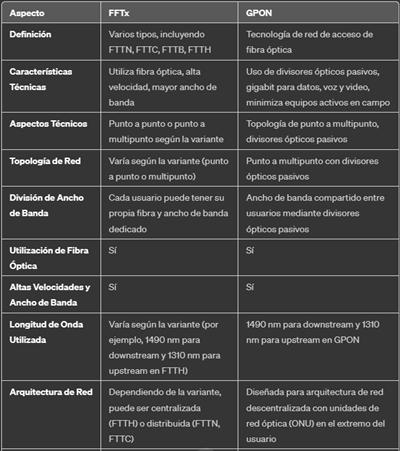 Aspecto FFTx GPON
Definición Varios tipos, incluyendo Tecnología de red de acceso de
FTTN, FTTC, FTTB, FTTH fibra óptica
Características Utiliza fibra óptica, alta Uso de divisores ópticos pasivos,
Técnicas velocidad, mayor ancho de gigabit para datos, voz y video,
banda minimiza equipos activos en campo
Aspectos Técnicos Punto a punto o punto a Topología de punto a multipunto,
multipunto según la variante divisores ópticos pasivos
Topología de Red Varía según la variante (punto Punto a multipunto con divisores
a punto o multipunto) ópticos pasivos
División de Ancho Cada usuario puede tener su Ancho de banda compartido entre
de Banda propia fibra y ancho de banda usuarios mediante divisores
dedicado ópticos pasivos
Utilización de Fibra Sí Sí
Óptica
Altas Velocidades y Sí Sí
Ancho de Banda
Longitud de Onda Varía según la variante (por 1490 nm para downstream y 1310
Utilizada ejemplo, 1490 nm para nm para upstream en GPON
downstream y 1310 nm para
upstream en FTTH)
Arquitectura de Red Dependiendo de la variante, Diseñada para arquitectura de red
puede ser centralizada descentralizada con unidades de
(FTTH) o distribuida (FTTN, red óptica (ONU) en el extremo del
FTTC) usuario